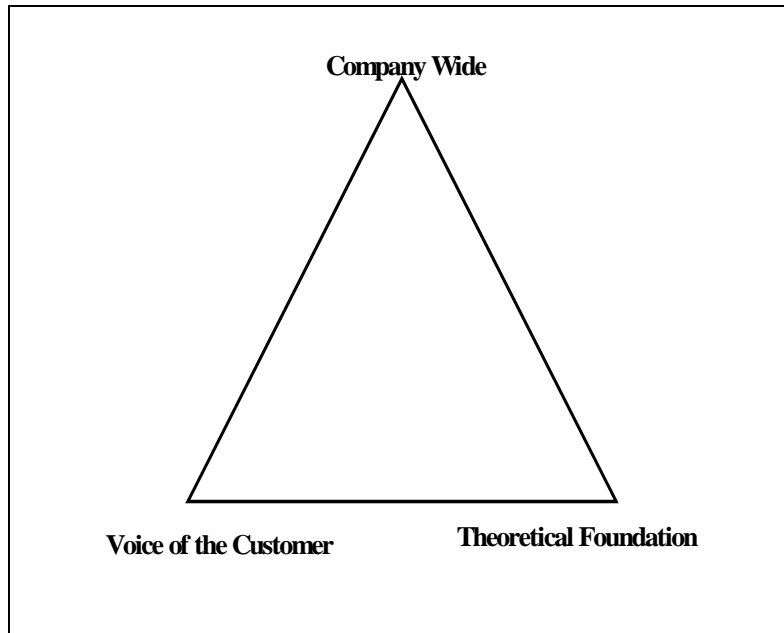 Company Wide
Voice of the Customer
Theoretical Foundation